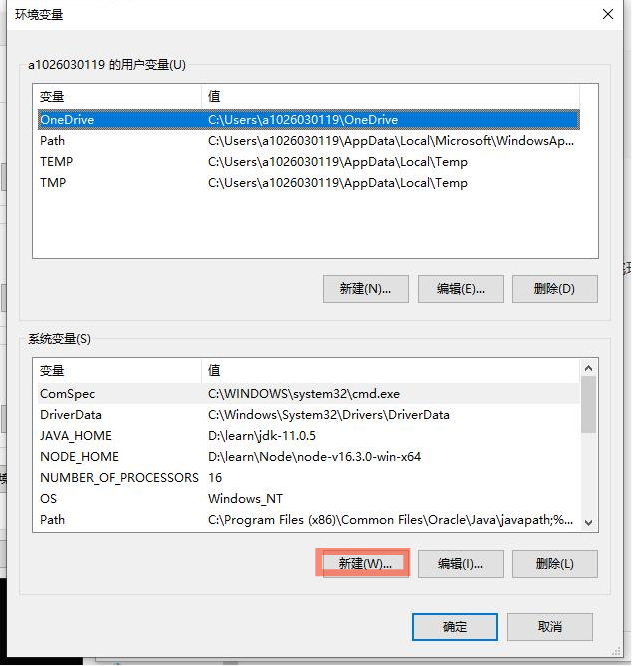 环境变量
a1026030119 的用户变量(U)
变量 值
OneDrive C:\Users\a1026030119\OneDrive
Path C:\Users\a1026030119\AppData\Local\Microsoft\WindowsAp...
TEMP C:\Users\a1026030119\AppData\Local\Temp
TMP C:\Users\a1026030119\AppData\Local\Temp
新建(N)... 编辑(E)... 删除(D)
系统变量(S)
变量 值
ComSpec C:\WINDOWS\system32\cmd.exe
DriverData C:\Windows\System32\Drivers\DriverData
JAVA_HOME D:\learn\jdk-11.0.5
NODE_HOME D:\learn\Node\node-v16.3.0-win-x64
NUMBER_OF_PROCESSORS 16
OS Windows_NT
Path C:\Program Files (x86)\Common Files\Oracle\Java\javapath;%...
新建(W)... 编辑(I)... 删除(L)
确定 取消